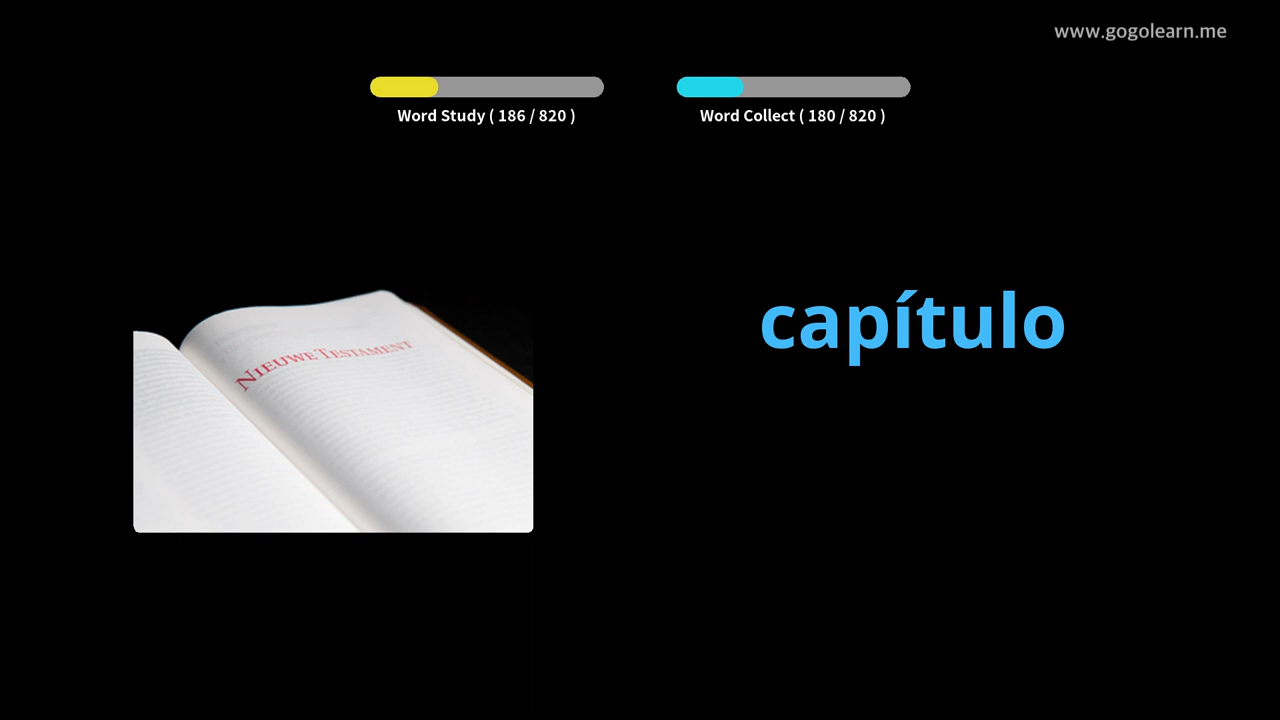 www.gogolearn.me
Word Study ( 186 / 820 )
Word Collect ( 180 / 820 )
NIEUWE TESTAMENT
capítulo